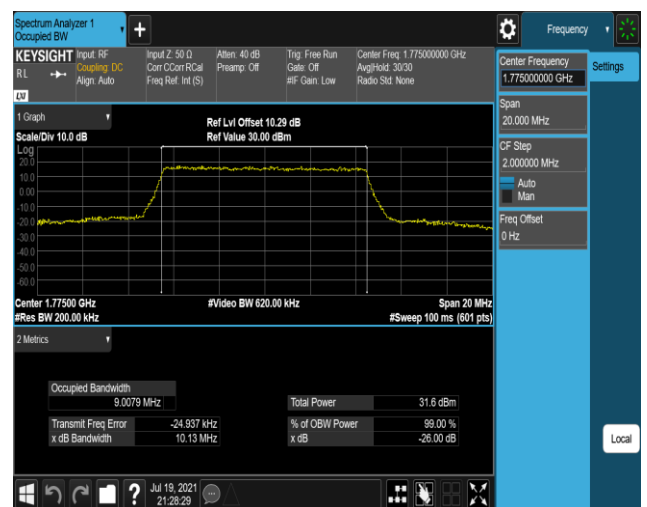 Spectrum Analyzer 1
Occupied BW
+
Frequency
KEYSIGHT
RL
LXI
Input: RF
Coupling: DC
Align: Auto
Input Z: 50 Ω
Corr CCorr RCal
Freq Ref: Int (S)
Atten: 40 dB
Preamp: Off
Trig: Free Run
Gate: Off
#IF Gain: Low
Center Freq: 1.775000000 GHz
Avg|Hold: 30/30
Radio Std: None
Center Frequency
1.775000000 GHz
Settings
Span
20.000 MHz
CF Step
2.000000 MHz
Auto
Man
Freq Offset
0 Hz
Local
1 Graph
Scale/Div 10.0 dB
Ref Lvl Offset 10.29 dB
Ref Value 30.00 dBm
Log
20.0
10.0
0.00
-10.0
-20.0
-30.0
-40.0
-50.0
-60.0
Center 1.77500 GHz
#Res BW 200.00 kHz
#Video BW 620.00 kHz
Span 20 MHz
#Sweep 100 ms (601 pts)
2 Metrics
Occupied Bandwidth
9.0079 MHz
Total Power 31.6 dBm
Transmit Freq Error -24.937 kHz
% of OBW Power 99.00 %
x dB Bandwidth 10.13 MHz
x dB -26.00 dB
?
Jul 19, 2021
21:28:29